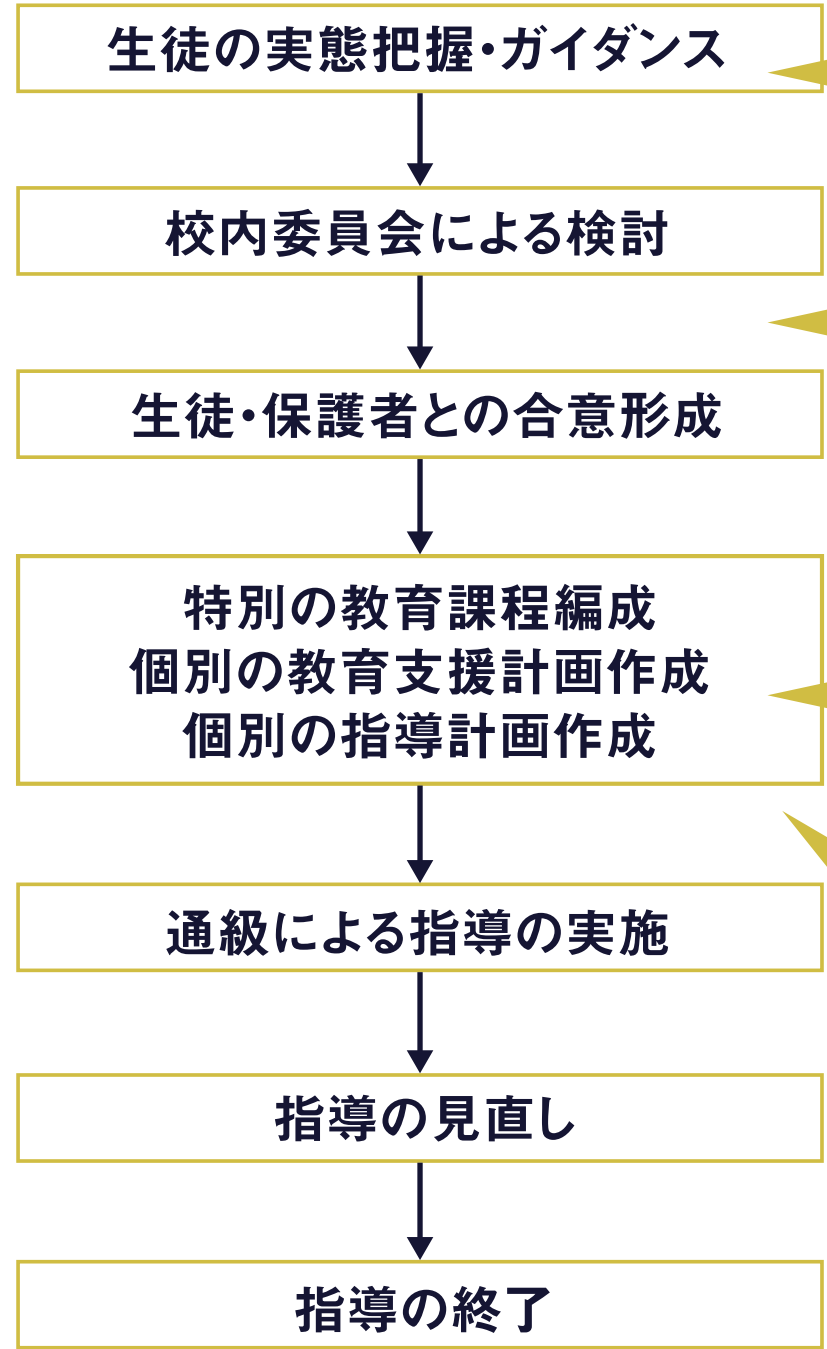 生徒の実態把握・ガイダンス
校内委員会による検討
生徒・保護者との合意形成
特別の教育課程編成
個別の教育支援計画作成
個別の指導計画作成
通級による指導の実施
指導の見直し
指導の終了